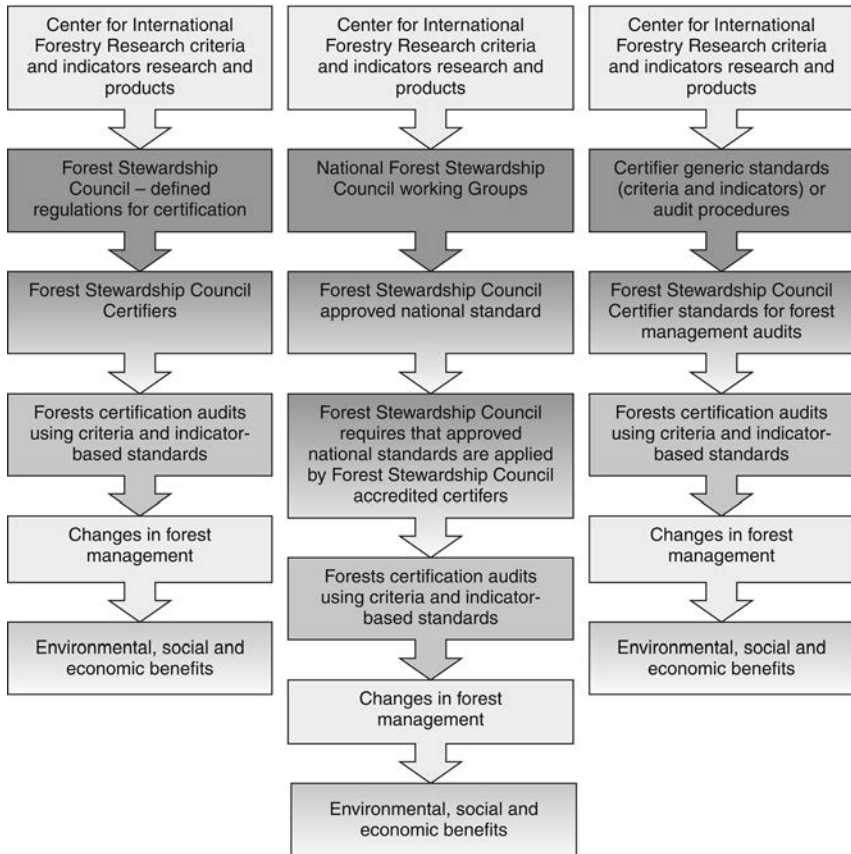 Center for International
Forestry Research criteria
and indicators research and
products
Forest Stewardship
Council – defined
regulations for certification
Forest Stewardship Council
Certifiers
Forests certification audits
using criteria and indicator-
based standards
Changes in forest
management
Environmental, social and
economic benefits
Center for International
Forestry Research criteria
and indicators research and
products
National Forest Stewardship
Council working Groups
Forest Stewardship Council
approved national standard
Forest Stewardship Council
requires that approved
national standards are applied
by Forest Stewardship Council
accredited certifers
Forests certification audits
using criteria and indicator-
based standards
Changes in forest
management
Environmental, social and
economic benefits
Center for International
Forestry Research criteria
and indicators research and
products
Certifier generic standards
(criteria and indicators) or
audit procedures
Forest Stewardship Council
Certifier standards for forest
management audits
Forests certification audits
using criteria and indicator-
based standards
Changes in forest
management
Environmental, social and
economic benefits